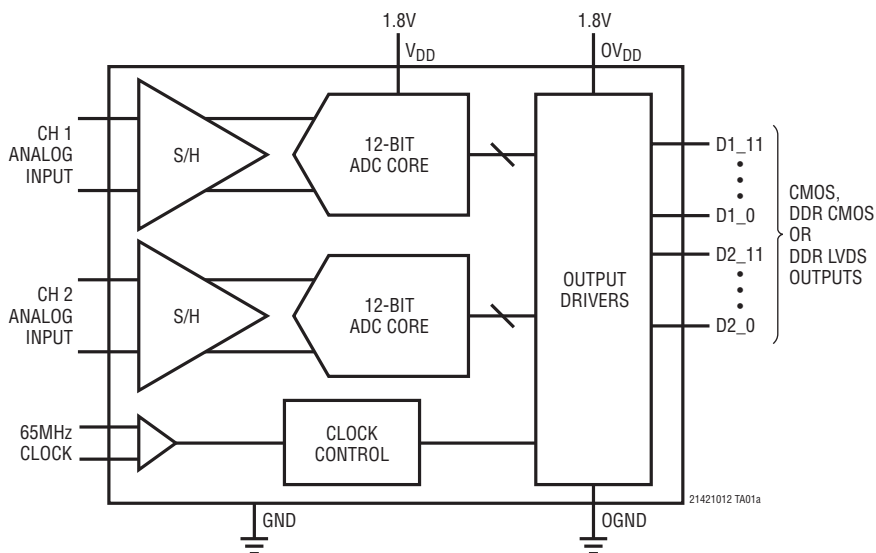 1.8V
1.8V
VDD
OVDD
CH 1
ANALOG
INPUT
S/H
12-BIT
ADC CORE
D1_11
D1_0
CMOS,
DDR CMOS
OR
DDR LVDS
OUTPUTS
D2_11
D2_0
OUTPUT
DRIVERS
CH 2
ANALOG
INPUT
S/H
12-BIT
ADC CORE
65MHz
CLOCK
CLOCK
CONTROL
21421012 TA01a
GND
OGND